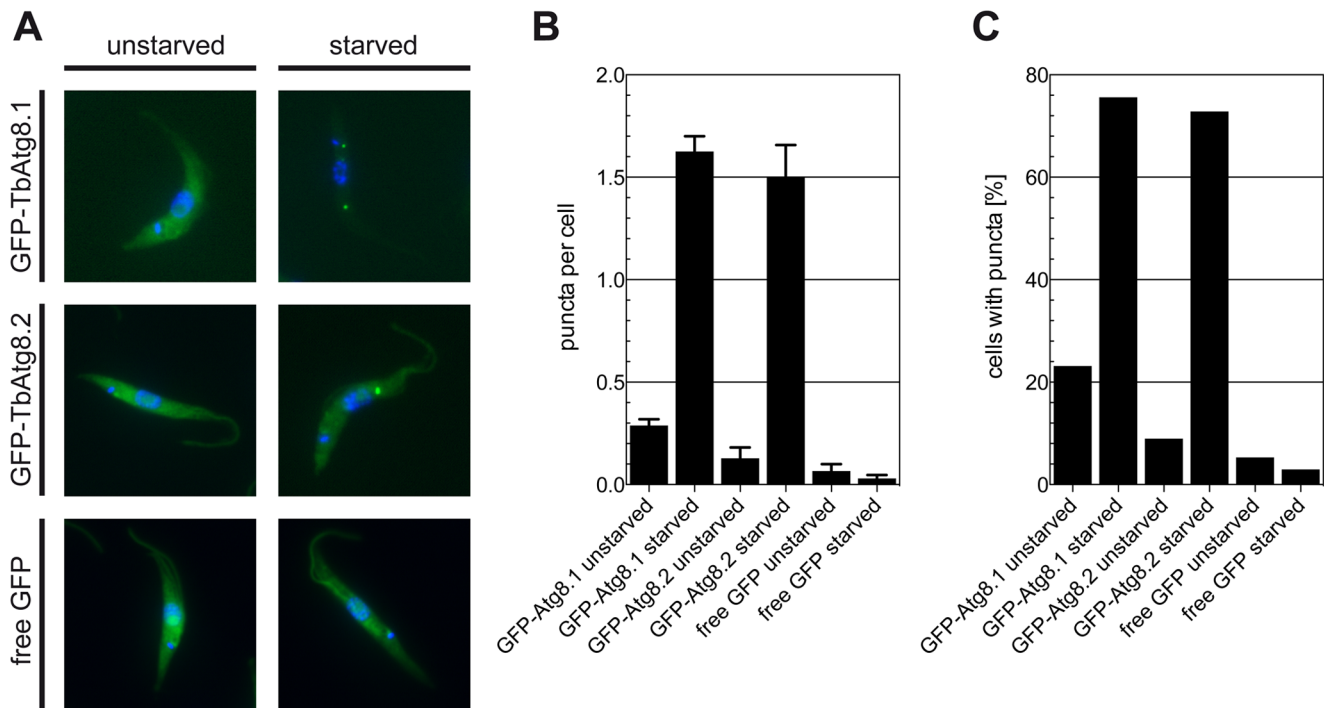 A
unstarved
starved
GFP-TbAtg8.1
GFP-TbAtg8.2
free GFP
B
puncta per cell
2.0
1.5
1.0
0.5
0.0
GFP-Atg8.1 unstarved
GFP-Atg8.1 starved
GFP-Atg8.2 unstarved
GFP-Atg8.2 starved
free GFP unstarved
free GFP starved
C
cells with puncta [%]
80
60
40
20
0
GFP-Atg8.1 unstarved
GFP-Atg8.1 starved
GFP-Atg8.2 unstarved
GFP-Atg8.2 starved
free GFP unstarved
free GFP starved